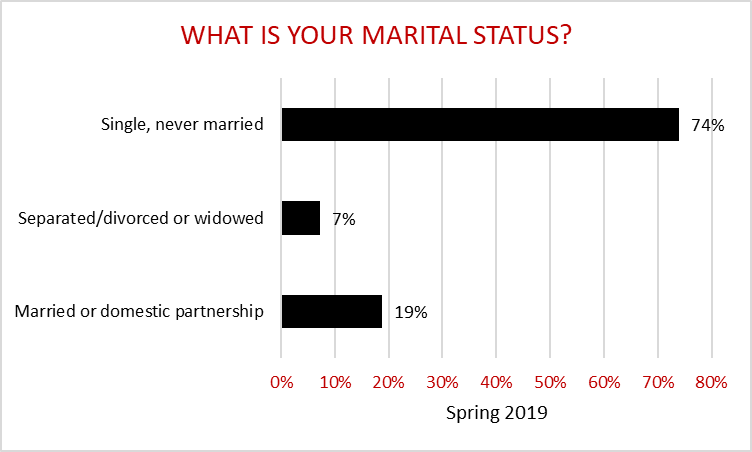 WHAT IS YOUR MARITAL STATUS?
Single, never married
74%
Separated/divorced or widowed
7%
Married or domestic partnership
19%
0% 10% 20% 30% 40% 50% 60% 70% 80%
Spring 2019